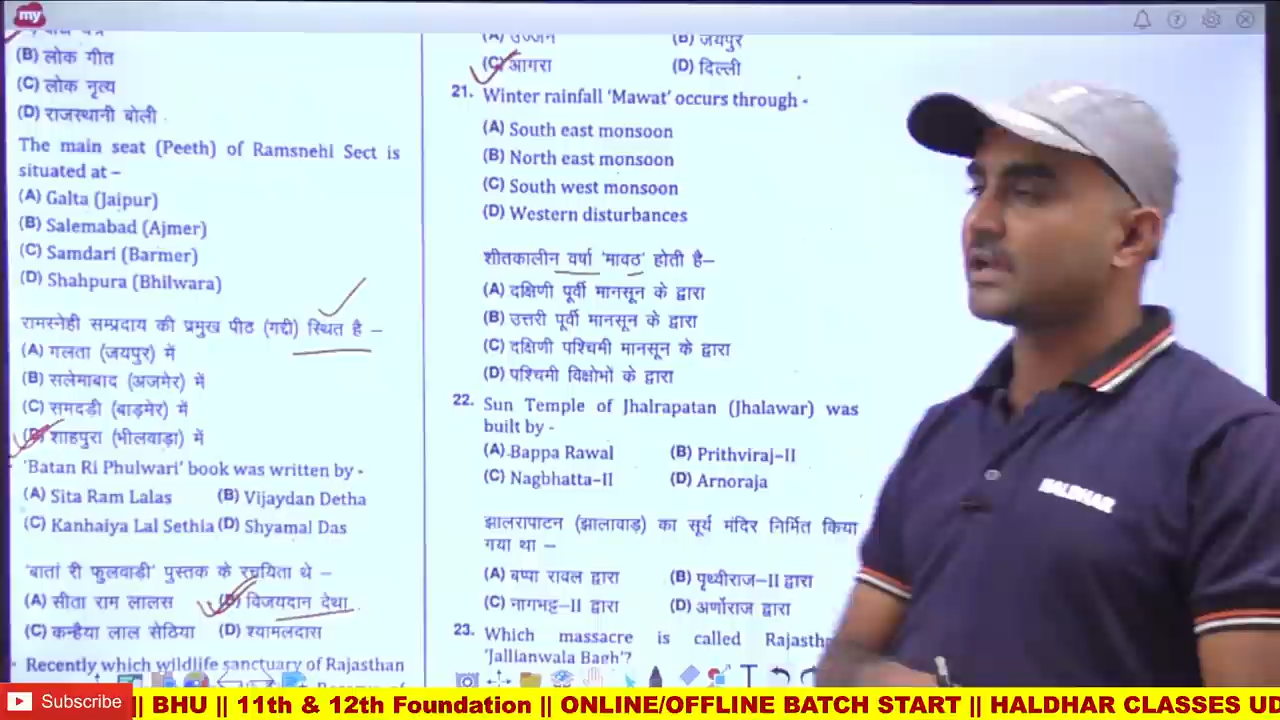 my
(B) लोक गीत
(C) लोक नृत्य
(D) राजस्थानी बोली
The main seat (Peeth) of Ramsnehi Sect is
situated at –
(A) Galta (Jaipur)
(B) Salemabad (Ajmer)
(C) Samdari (Barmer)
(D) Shahpura (Bhilwara)
रामस्नेही सम्प्रदाय की प्रमुख पीठ (गद्दी) स्थित है –
(A) गलता (जयपुर) में
(B) सलेमाबाद (अजमेर) में
(C) समदडी (बाड़मेर) में
(D) शाहपुरा (भीलवाड़ा) में
'Batan Ri Phulwari' book was written by -
(A) Sita Ram Lalas (B) Vijaydan Detha
(C) Kanhaiya Lal Sethia (D) Shyamal Das
'बातां री फुलवाडी' पुस्तक के रचयिता थे –
(A) सीता राम लालस (B) विजयदान देथा
(C) कन्हैया लाल सेठिया (D) श्यामलदास
Recently which wildlife sanctuary of Rajasthan
(A) उज्जैन (B) जयपुर
(C) आगरा (D) दिल्ली
21. Winter rainfall 'Mawat' occurs through -
(A) South east monsoon
(B) North east monsoon
(C) South west monsoon
(D) Western disturbances
शीतकालीन वर्षा 'मावठ' होती है–
(A) दक्षिणी पूर्वी मानसून के द्वारा
(B) उत्तरी पूर्वी मानसून के द्वारा
(C) दक्षिणी पश्चिमी मानसून के द्वारा
(D) पश्चिमी विक्षोभों के द्वारा
22. Sun Temple of Jhalrapatan (Jhalawar) was
built by -
(A) Bappa Rawal (B) Prithviraj-II
(C) Nagbhatta-II (D) Arnoraja
झालरापाटन (झालावाड़) का सूर्य मंदिर निर्मित किया
गया था –
(A) बप्पा रावल द्वारा (B) पृथ्वीराज-II द्वारा
(C) नागभट्ट-II द्वारा (D) अर्णोराज द्वारा
23. Which massacre is called
'Jallianwala Bagh'?
HALDHAR
Subscribe
|| BHU || 11th & 12th Foundation || ONLINE/OFFLINE BATCH START || HALDHAR CLASSES